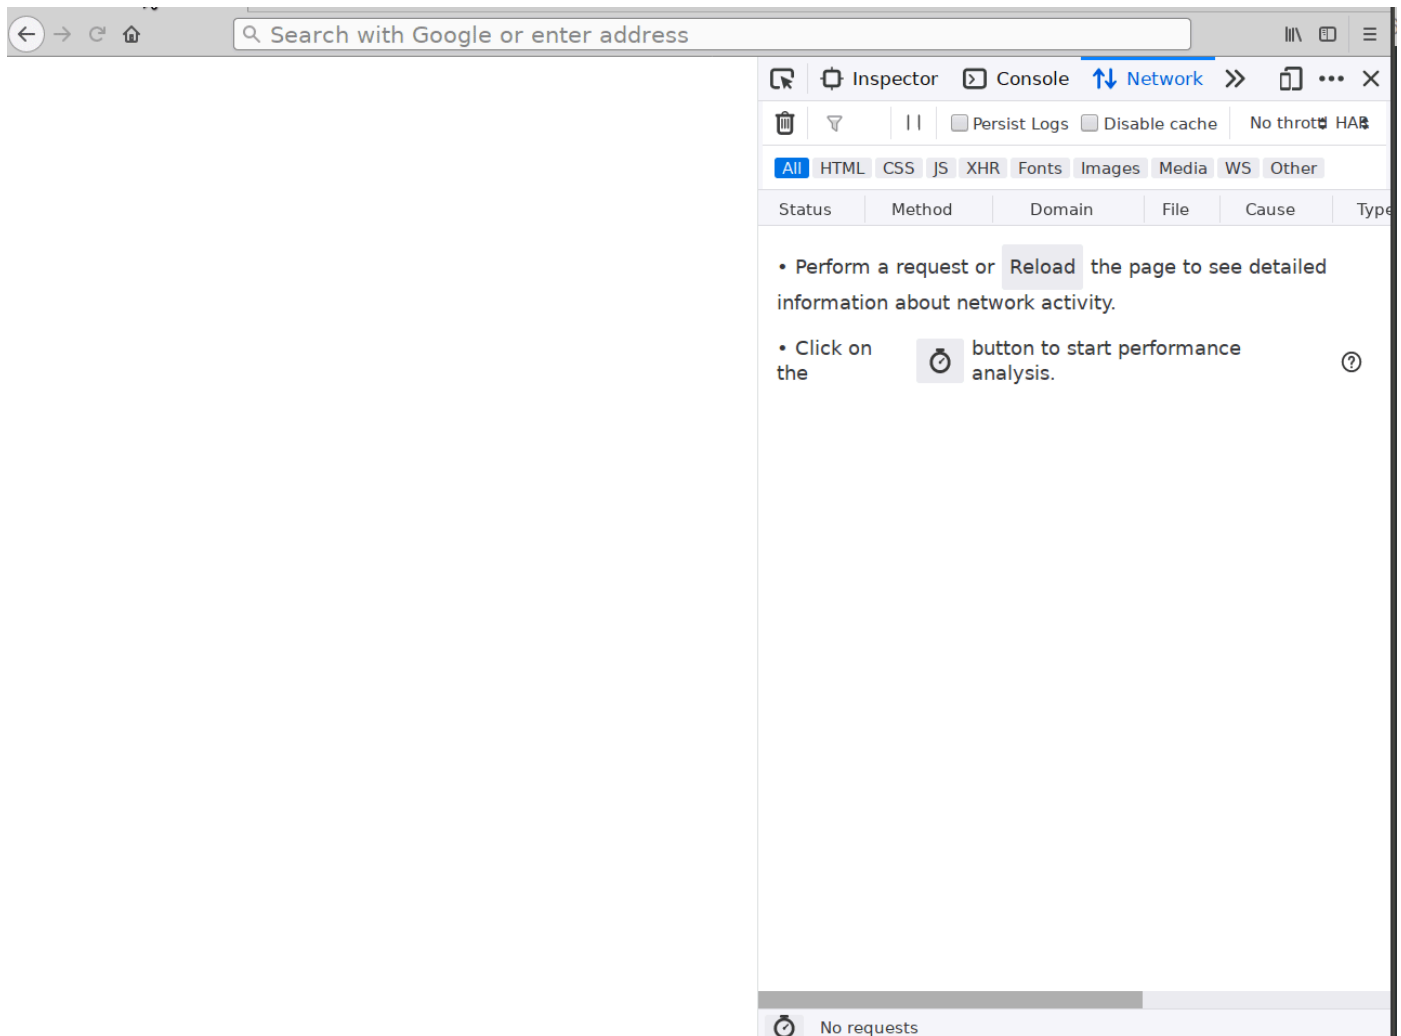 Search with Google or enter address
Inspector Console Network
Persist Logs Disable cache No thrott HAR
All HTML CSS JS XHR Fonts Images Media WS Other
Status Method Domain File Cause Type
• Perform a request or Reload the page to see detailed
information about network activity.
• Click on
the
button to start performance
analysis.
No requests